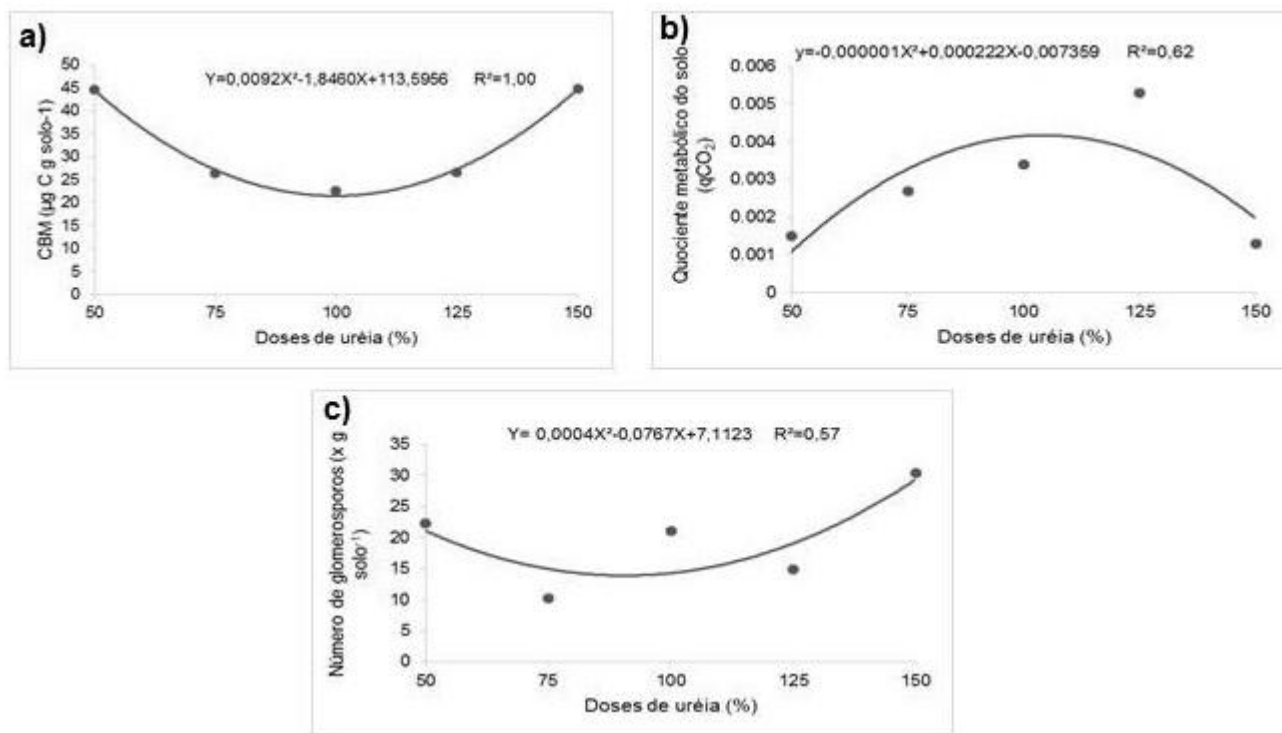 a)
Y=0,0092X²-1,8460X+113,5956 R²=1,00
CBM (µg C g solo-1)
50
45
40
35
30
25
20
15
10
5
0
50 75 100 125 150
Doses de uréia (%)
b)
y=-0,000001X²+0,000222X-0,007359 R²=0,62
Quociente metabólico do solo
(qCO₂)
0.006
0.005
0.004
0.003
0.002
0.001
0
50 75 100 125 150
Doses de uréia (%)
c)
Y= 0,0004X²-0,0767X+7,1123 R²=0,57
Número de glomerosporos (x g
solo⁻¹)
35
30
25
20
15
10
5
0
50 75 100 125 150
Doses de uréia (%)